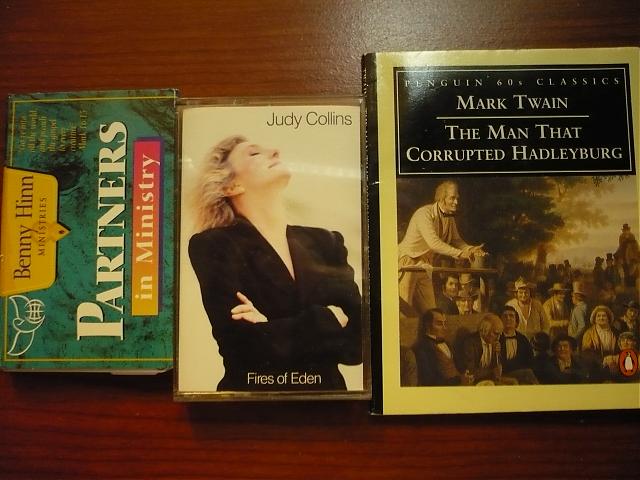 Benny Hinn
MINISTRIES
PARTNERS
in Ministry
Judy Collins
Fires of Eden
PENGUIN 60s CLASSICS
MARK TWAIN
THE MAN THAT
CORRUPTED HADLEYBURG